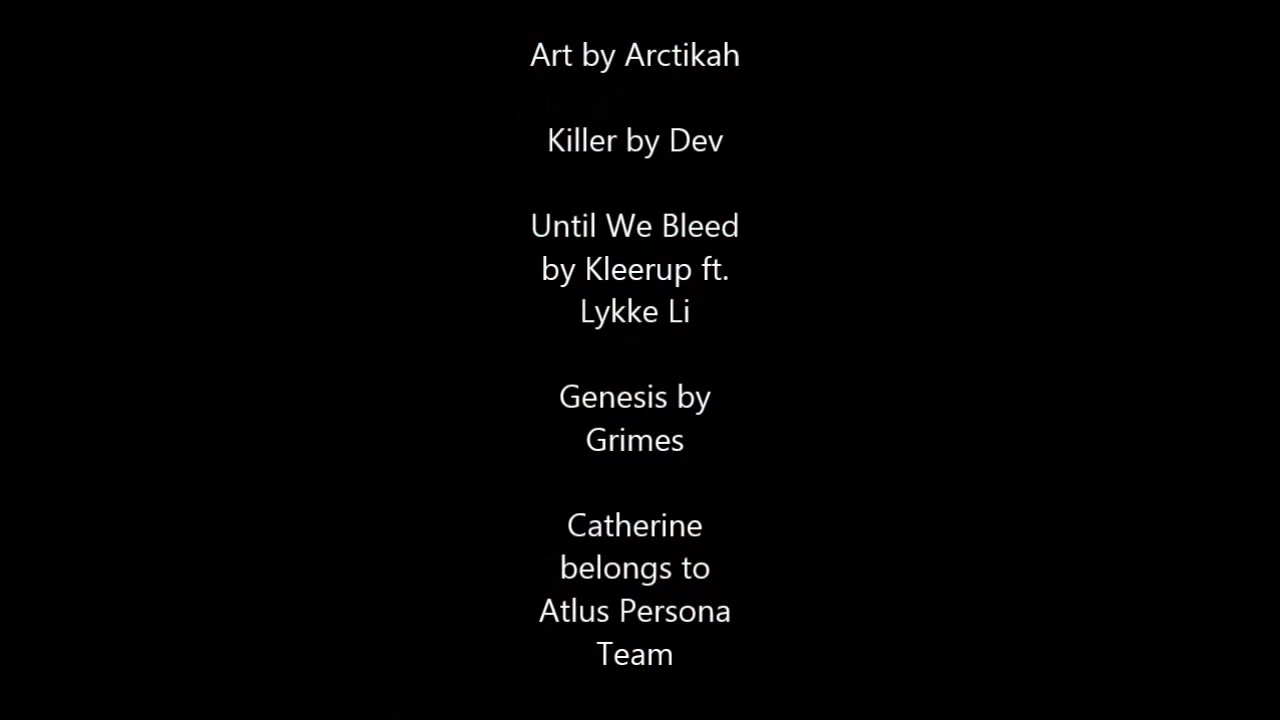 Art by Arctikah
Killer by Dev
Until We Bleed
by Kleerup ft.
Lykke Li
Genesis by
Grimes
Catherine
belongs to
Atlus Persona
Team